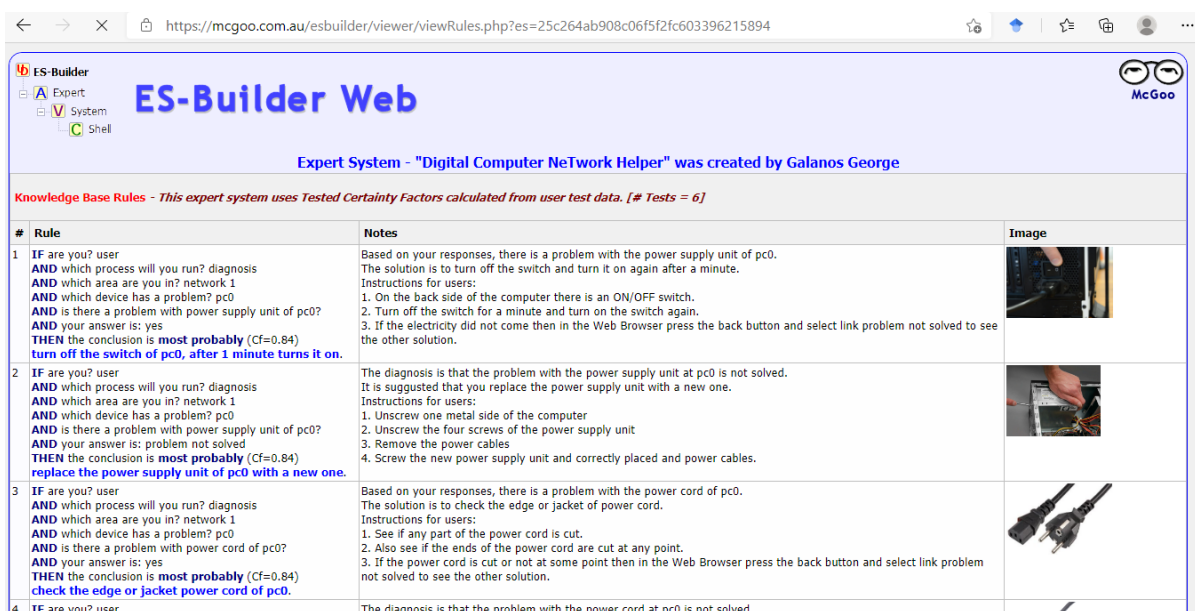 https://mcgoo.com.au/esbuilder/viewer/viewRules.php?es=25c264ab908c06f5f2fc603396215894
ES-Builder
A Expert
V System
C Shell
ES-Builder Web
McGoo
Expert System - "Digital Computer NeTwork Helper" was created by Galanos George
Knowledge Base Rules - This expert system uses Tested Certainty Factors calculated from user test data. [# Tests = 6]
# Rule Notes Image
1 IF are you? user
AND which process will you run? diagnosis
AND which area are you in? network 1
AND which device has a problem? pc0
AND is there a problem with power supply unit of pc0?
AND your answer is: yes
THEN the conclusion is most probably (Cf=0.84)
turn off the switch of pc0, after 1 minute turns it on.
Based on your responses, there is a problem with the power supply unit of pc0.
The solution is to turn off the switch and turn it on again after a minute.
Instructions for users:
1. On the back side of the computer there is an ON/OFF switch.
2. Turn off the switch for a minute and turn on the switch again.
3. If the electricity did not come then in the Web Browser press the back button and select link problem not solved to see
the other solution.
2 IF are you? user
AND which process will you run? diagnosis
AND which area are you in? network 1
AND which device has a problem? pc0
AND is there a problem with power supply unit of pc0?
AND your answer is: problem not solved
THEN the conclusion is most probably (Cf=0.84)
replace the power supply unit of pc0 with a new one.
The diagnosis is that the problem with the power supply unit at pc0 is not solved.
It is suggusted that you replace the power supply unit with a new one.
Instructions for users:
1. Unscrew one metal side of the computer
2. Unscrew the four screws of the power supply unit
3. Remove the power cables
4. Screw the new power supply unit and correctly placed and power cables.
3 IF are you? user
AND which process will you run? diagnosis
AND which area are you in? network 1
AND which device has a problem? pc0
AND is there a problem with power cord of pc0?
AND your answer is: yes
THEN the conclusion is most probably (Cf=0.84)
check the edge or jacket power cord of pc0.
Based on your responses, there is a problem with the power cord of pc0.
The solution is to check the edge or jacket of power cord.
Instructions for users:
1. See if any part of the power cord is cut.
2. Also see if the ends of the power cord are cut at any point.
3. If the power cord is cut or not at some point then in the Web Browser press the back button and select link problem
not solved to see the other solution.
4 IF are you? user
The diagnosis is that the problem with the power cord at pc0 is not solved.